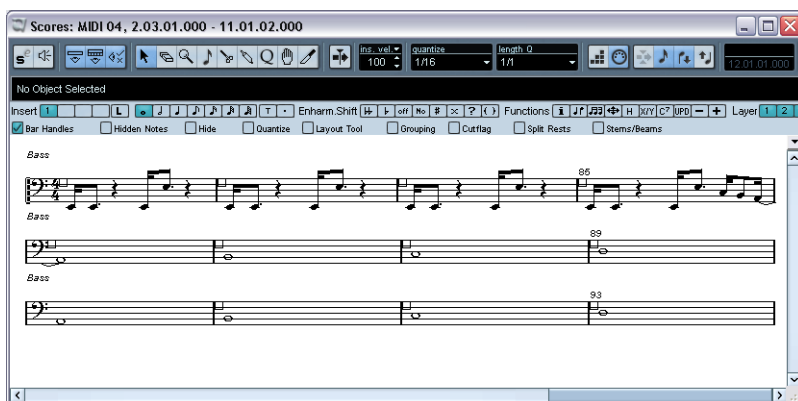 Scores: MIDI 04, 2.03.01.000 - 11.01.02.000
ins. vel. quantize length Q
100 1/16 1/1 12.01.01.000
No Object Selected
Insert 1 L T Enharm.Shift off No # x ? ( ) Functions i H X/Y C7 UPD - + Layer 1 2
Bar Handles Hidden Notes Hide Quantize Layout Tool Grouping Cutflag Split Rests Stems/Beams
Bass
85
4
4
Bass
89
Bass
93